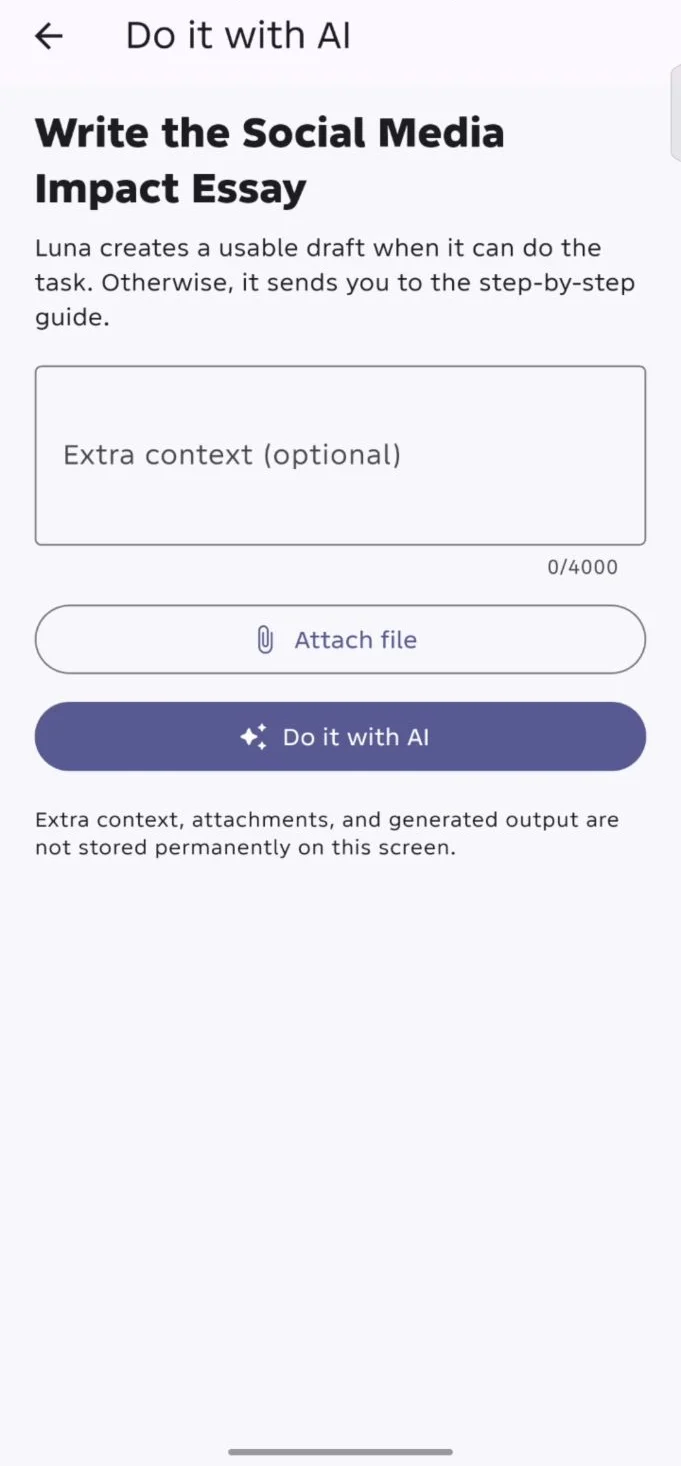 Do it with AI
Write the Social Media
Impact Essay
Luna creates a usable draft when it can do the
task. Otherwise, it sends you to the step-by-step
guide.
Extra context (optional)
0/4000
Attach file
Do it with AI
Extra context, attachments, and generated output are
not stored permanently on this screen.